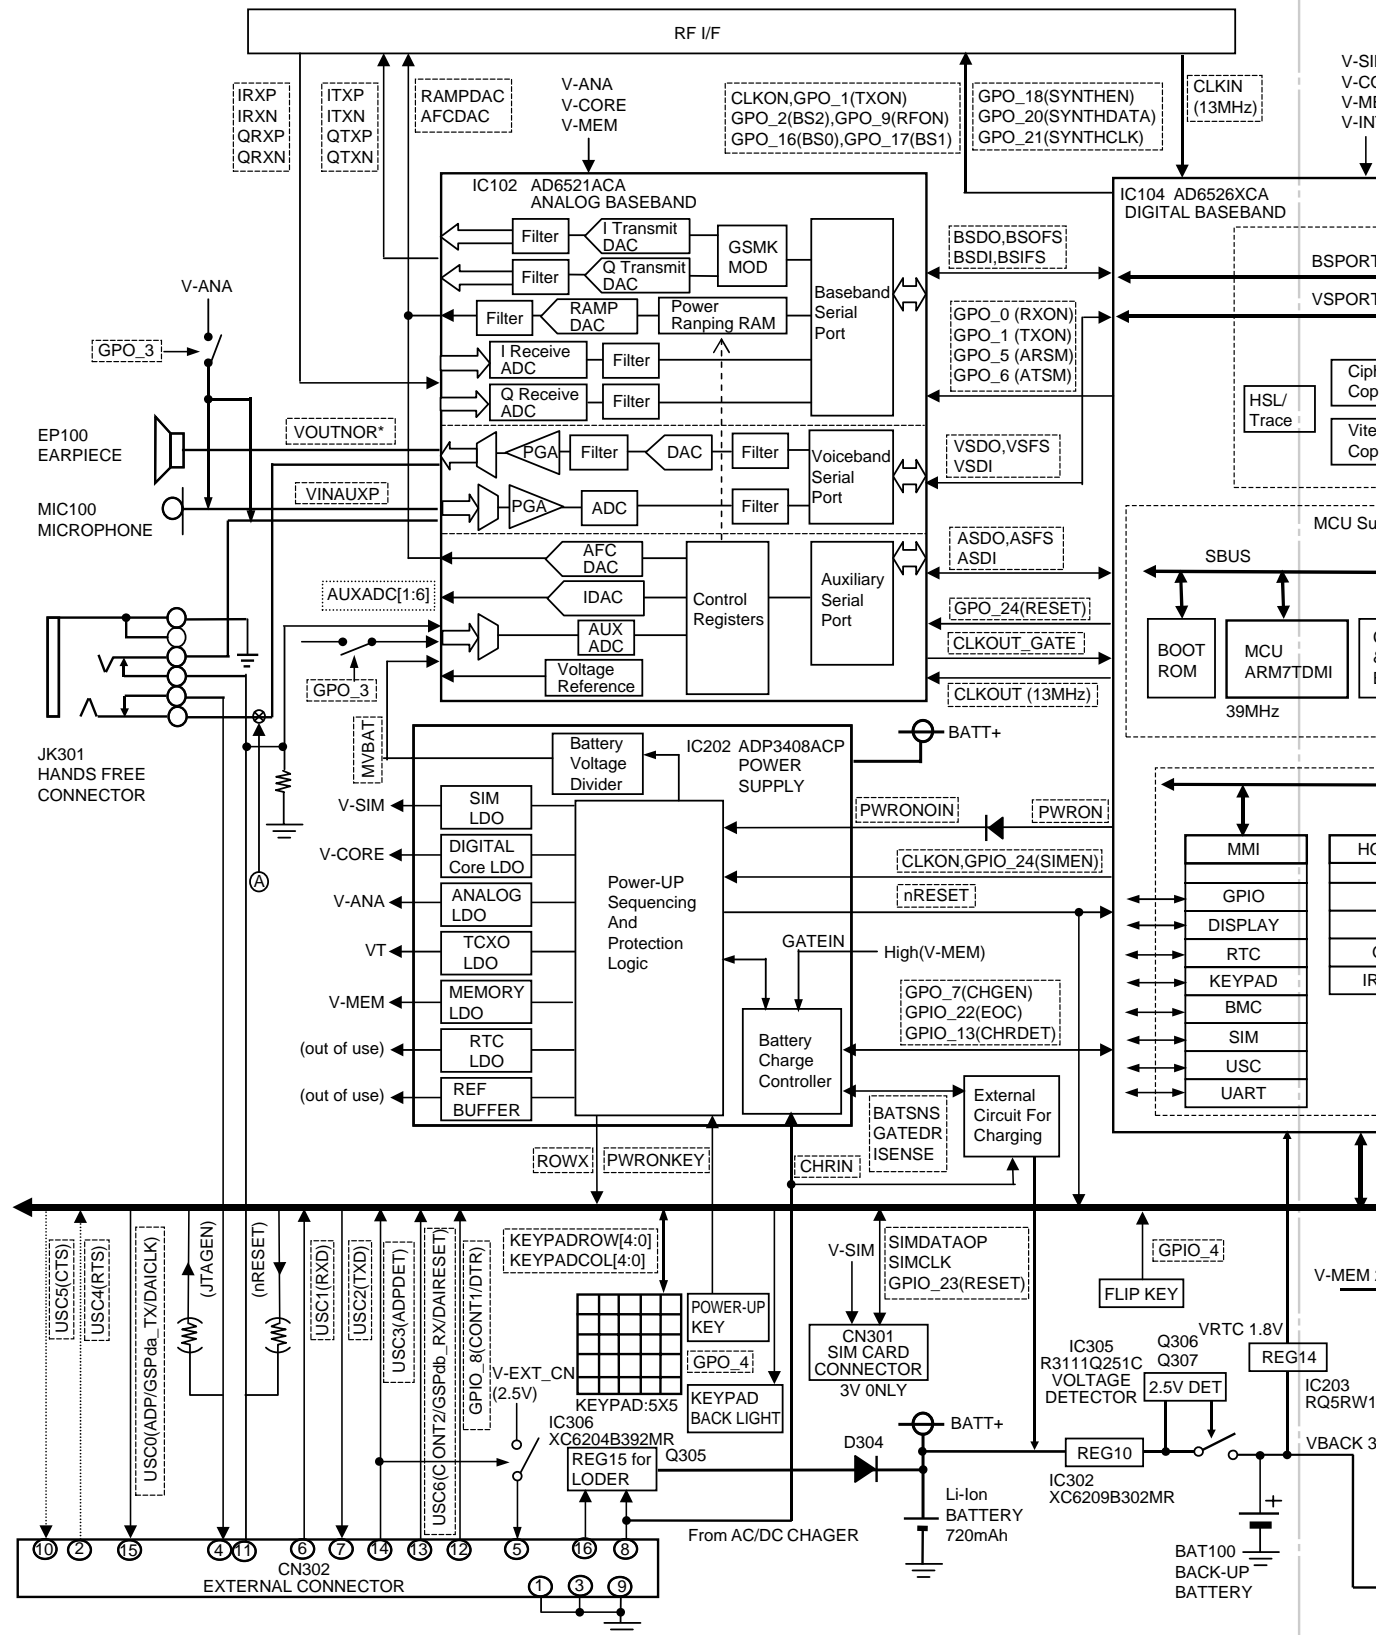 RF I/F
IRXP
IRXN
QRXP
QRXN
ITXP
ITXN
QTXP
QTXN
RAMPDAC
AFCDAC
V-ANA
V-CORE
V-MEM
CLKON,GPO_1(TXON)
GPO_2(BS2),GPO_9(RFON)
GPO_16(BS0),GPO_17(BS1)
GPO_18(SYNTHEN)
GPO_20(SYNTHDATA)
GPO_21(SYNTHCLK)
CLKIN
(13MHz)
IC102 AD6521ACA
ANALOG BASEBAND
I Transmit
DAC
Filter
Q Transmit
DAC
Filter
GSMK
MOD
Filter
RAMP
DAC
Power
Ranping RAM
I Receive
ADC
Filter
Q Receive
ADC
Filter
Baseband
Serial
Port
PGA
Filter
DAC
Filter
PGA
ADC
Filter
Voiceband
Serial
Port
AFC
DAC
IDAC
AUX
ADC
Voltage
Reference
Control
Registers
Auxiliary
Serial
Port
BSDO,BSOFS
BSDI,BSIFS
GPO_0 (RXON)
GPO_1 (TXON)
GPO_5 (ARSM)
GPO_6 (ATSM)
VSDO,VSFS
VSDI
ASDO,ASFS
ASDI
GPO_24(RESET)
CLKOUT_GATE
CLKOUT (13MHz)
IC104 AD6526XCA
DIGITAL BASEBAND
BSPORT
VSPORT
HSL/
Trace
MCU Su
SBUS
BOOT
ROM
MCU
ARM7TDMI
39MHz
MMI
GPIO
DISPLAY
RTC
KEYPAD
BMC
SIM
USC
UART
V-ANA
GPO_3
EP100
EARPIECE
VOUTNOR*
MIC100
MICROPHONE
VINAUXP
AUXADC[1:6]
GPO_3
MVBAT
JK301
HANDS FREE
CONNECTOR
A
IC202 ADP3408ACP
POWER
SUPPLY
Battery
Voltage
Divider
V-SIM
SIM
LDO
V-CORE
DIGITAL
Core LDO
V-ANA
ANALOG
LDO
VT
TCXO
LDO
V-MEM
MEMORY
LDO
(out of use)
RTC
LDO
(out of use)
REF
BUFFER
Power-UP
Sequencing
And
Protection
Logic
Battery
Charge
Controller
BATT+
PWRONOIN
PWRON
CLKON,GPIO_24(SIMEN)
nRESET
GATEIN
High(V-MEM)
GPO_7(CHGEN)
GPIO_22(EOC)
GPIO_13(CHRDET)
BATSNS
GATEDR
ISENSE
External
Circuit For
Charging
ROWX
PWRONKEY
CHRIN
USC5(CTS)
USC4(RTS)
USC0(ADP/GSPda_TX/DAICLK)
(JTAGEN)
(nRESET)
USC1(RXD)
USC2(TXD)
USC3(ADPDET)
USC6(CONT2/GSPdb_RX/DAIRESET)
GPIO_8(CONT1/DTR)
KEYPADROW[4:0]
KEYPADCOL[4:0]
V-EXT_CN
(2.5V)
KEYPAD:5X5
POWER-UP
KEY
GPO_4
KEYPAD
BACK LIGHT
V-SIM
SIMDATAOP
SIMCLK
GPIO_23(RESET)
CN301
SIM CARD
CONNECTOR
3V 0NLY
GPIO_4
FLIP KEY
V-MEM
IC306
XC6204B392MR
REG15 for
LODER
Q305
D304
BATT+
Li-Ion
BATTERY
720mAh
From AC/DC CHAGER
IC305
R3111Q251C
VOLTAGE
DETECTOR
Q306
Q307
2.5V DET
VRTC 1.8V
REG14
IC203
RQ5RW1
REG10
IC302
XC6209B302MR
VBACK 3
BAT100
BACK-UP
BATTERY
10 2 15 4 11 6 7 14 13 12 5 16 8
CN302
EXTERNAL CONNECTOR
1 3 9